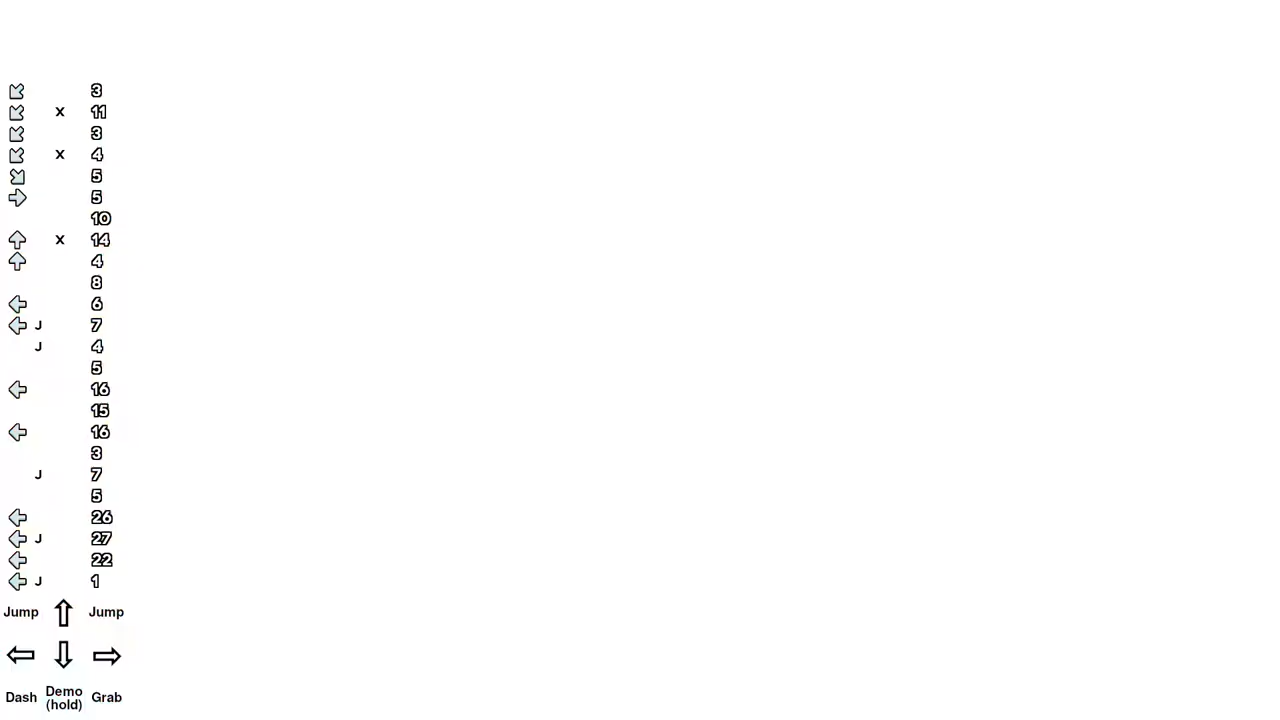 3
X 11
3
X 4
5
5
10
X 14
4
8
6
J 7
J 4
5
16
15
16
3
J 7
5
26
J 27
22
J 1
Jump Jump
Dash Demo (hold) Grab